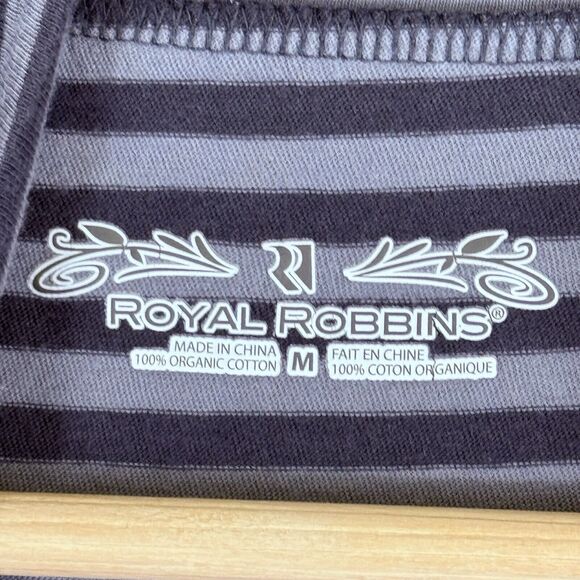 ROYAL ROBBINS®
MADE IN CHINA
100% ORGANIC COTTON
M
FAIT EN CHINE
100% COTON ORGANIQUE